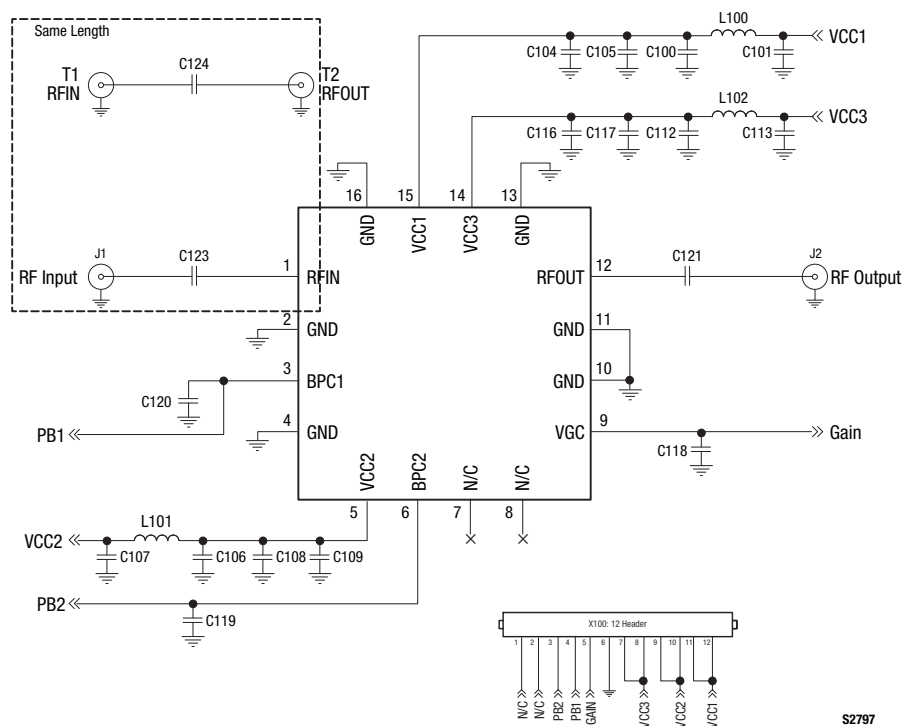 Same Length
T1
RFIN
C124
T2
RFOUT
L100
C104
C105
C100
C101
VCC1
L102
C116
C117
C112
C113
VCC3
16
15
14
13
GND
VCC1
VCC3
GND
RF Input
J1
C123
1
RFIN
RFOUT
12
C121
J2
RF Output
2
GND
GND
11
3
BPC1
GND
10
C120
PB1
4
GND
VGC
9
C118
Gain
VCC2
BPC2
N/C
N/C
5
6
7
8
VCC2
L101
C107
C106
C108
C109
PB2
C119
X100: 12 Header
1 2 3 4 5 6 7 8 9 10 11 12
N/C
N/C
PB2
PB1
GAIN
VCC3
VCC2
VCC1
S2797